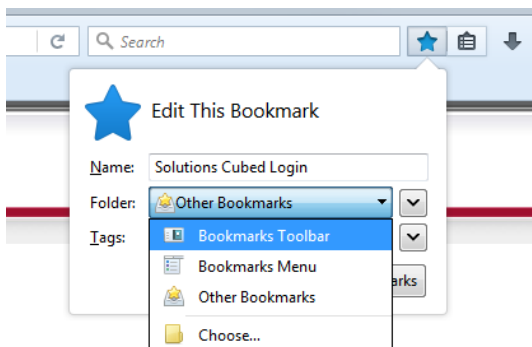 Search
Edit This Bookmark
Name: Solutions Cubed Login
Folder: Other Bookmarks
Tags:
Bookmarks Toolbar
Bookmarks Menu
arks
Other Bookmarks
Choose...